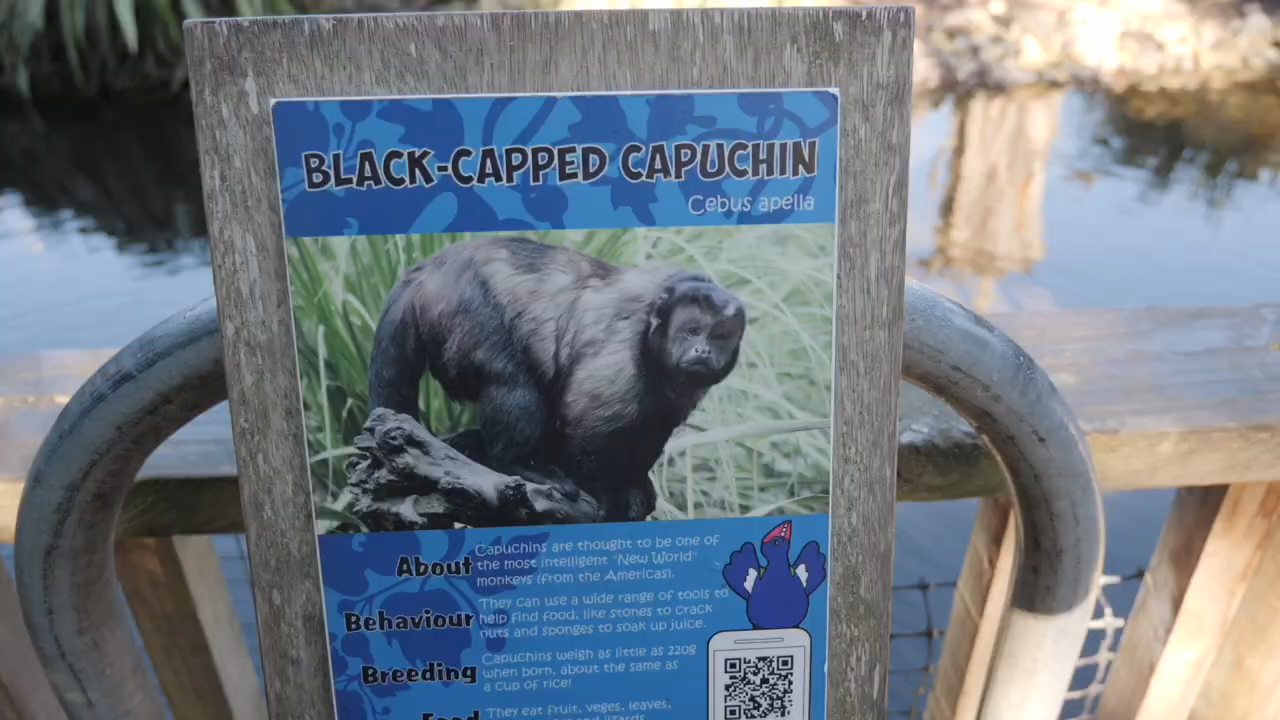 BLACK-CAPPED CAPUCHIN
Cebus apella
About
Capuchins are thought to be one of
the most intelligent "New World"
monkeys (from the Americas).
Behaviour
They can use a wide range of tools to
help find food, like stones to crack
nuts and sponges to soak up juice.
Breeding
Capuchins weigh as little as 220g
when born, about the same as
a cup of rice!
Food
They eat fruit, veges, leaves,
lizards